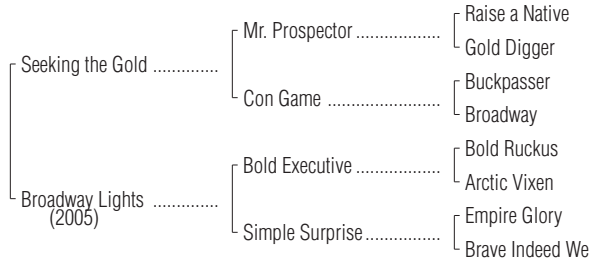 Raise a Native
Mr. Prospector ..................
Gold Digger
Seeking the Gold ..............
Buckpasser
Con Game ........................
Broadway
Bold Ruckus
Bold Executive ..................
Arctic Vixen
Broadway Lights ..............
(2005)
Empire Glory
Simple Surprise................
Brave Indeed We